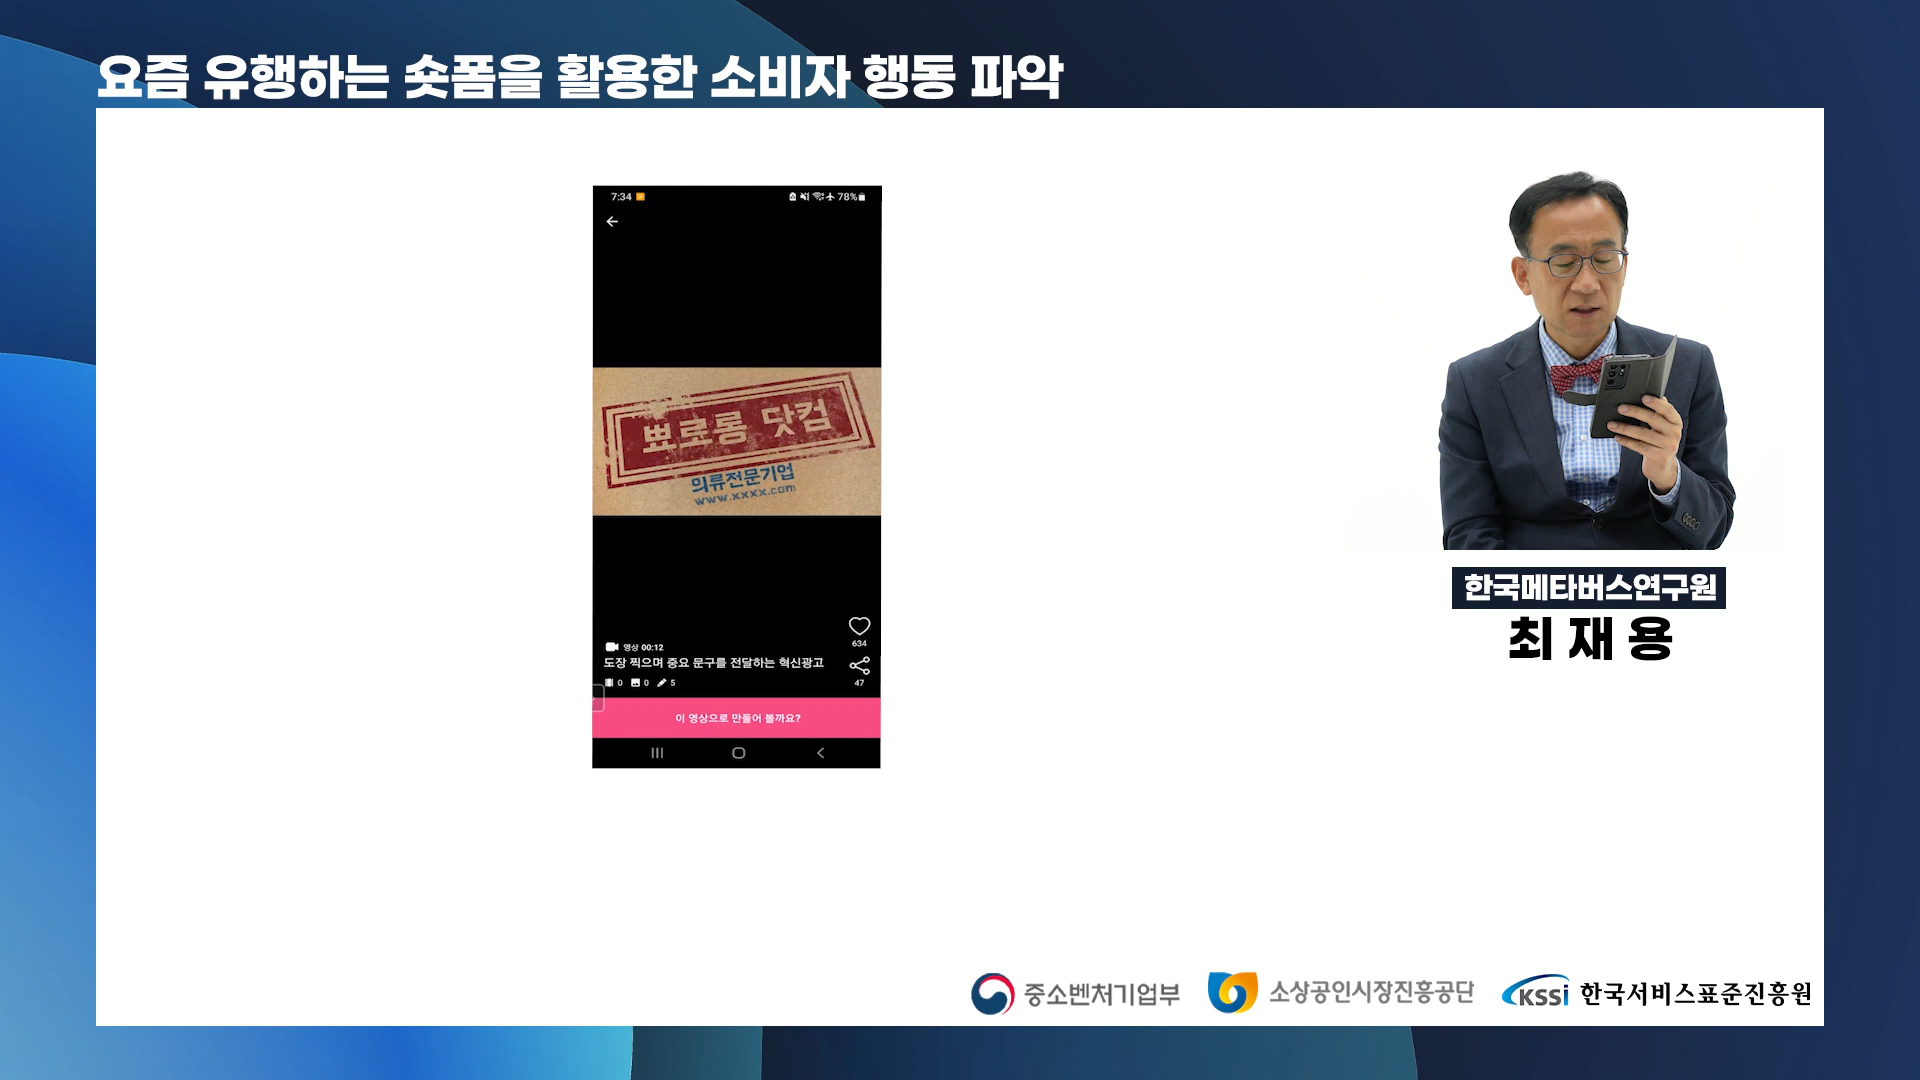 요즘 유행하는 숏폼을 활용한 소비자 행동 파악
7:34
78%
뾰로롱 닷컴
의류전문기업
www.xxxx.com
634
영상 00:12
도장 찍으며 중요 문구를 전달하는 혁신광고
0 0 5
47
이 영상으로 만들어 볼까요?
한국메타버스연구원
최재용
중소벤처기업부
소상공인시장진흥공단
KSSi 한국서비스표준진흥원